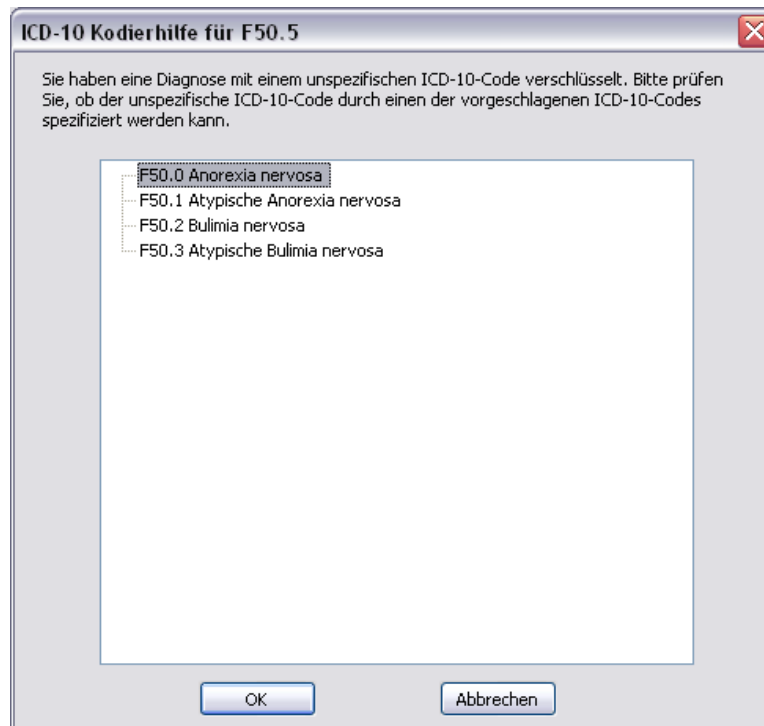 ICD-10 Kodierhilfe für F50.5
Sie haben eine Diagnose mit einem unspezifischen ICD-10-Code verschlüsselt. Bitte prüfen
Sie, ob der unspezifische ICD-10-Code durch einen der vorgeschlagenen ICD-10-Codes
spezifiziert werden kann.
F50.0 Anorexia nervosa
F50.1 Atypische Anorexia nervosa
F50.2 Bulimia nervosa
F50.3 Atypische Bulimia nervosa
OK
Abbrechen